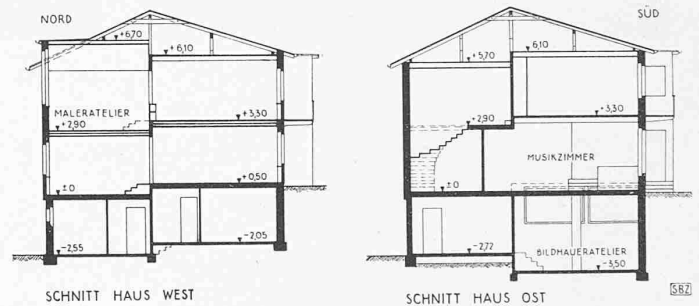 NORD
SÜD
+6,70
+6,10
MALERATELIER
+2,90
+3,30
±0
+0,50
-2,55
-2,05
SCHNITT HAUS WEST
+5,70
6,10
+2,90
+3,30
MUSIKZIMMER
±0
-2,72
BILDHAUERATELIER
-3,50
SCHNITT HAUS OST
SBZ